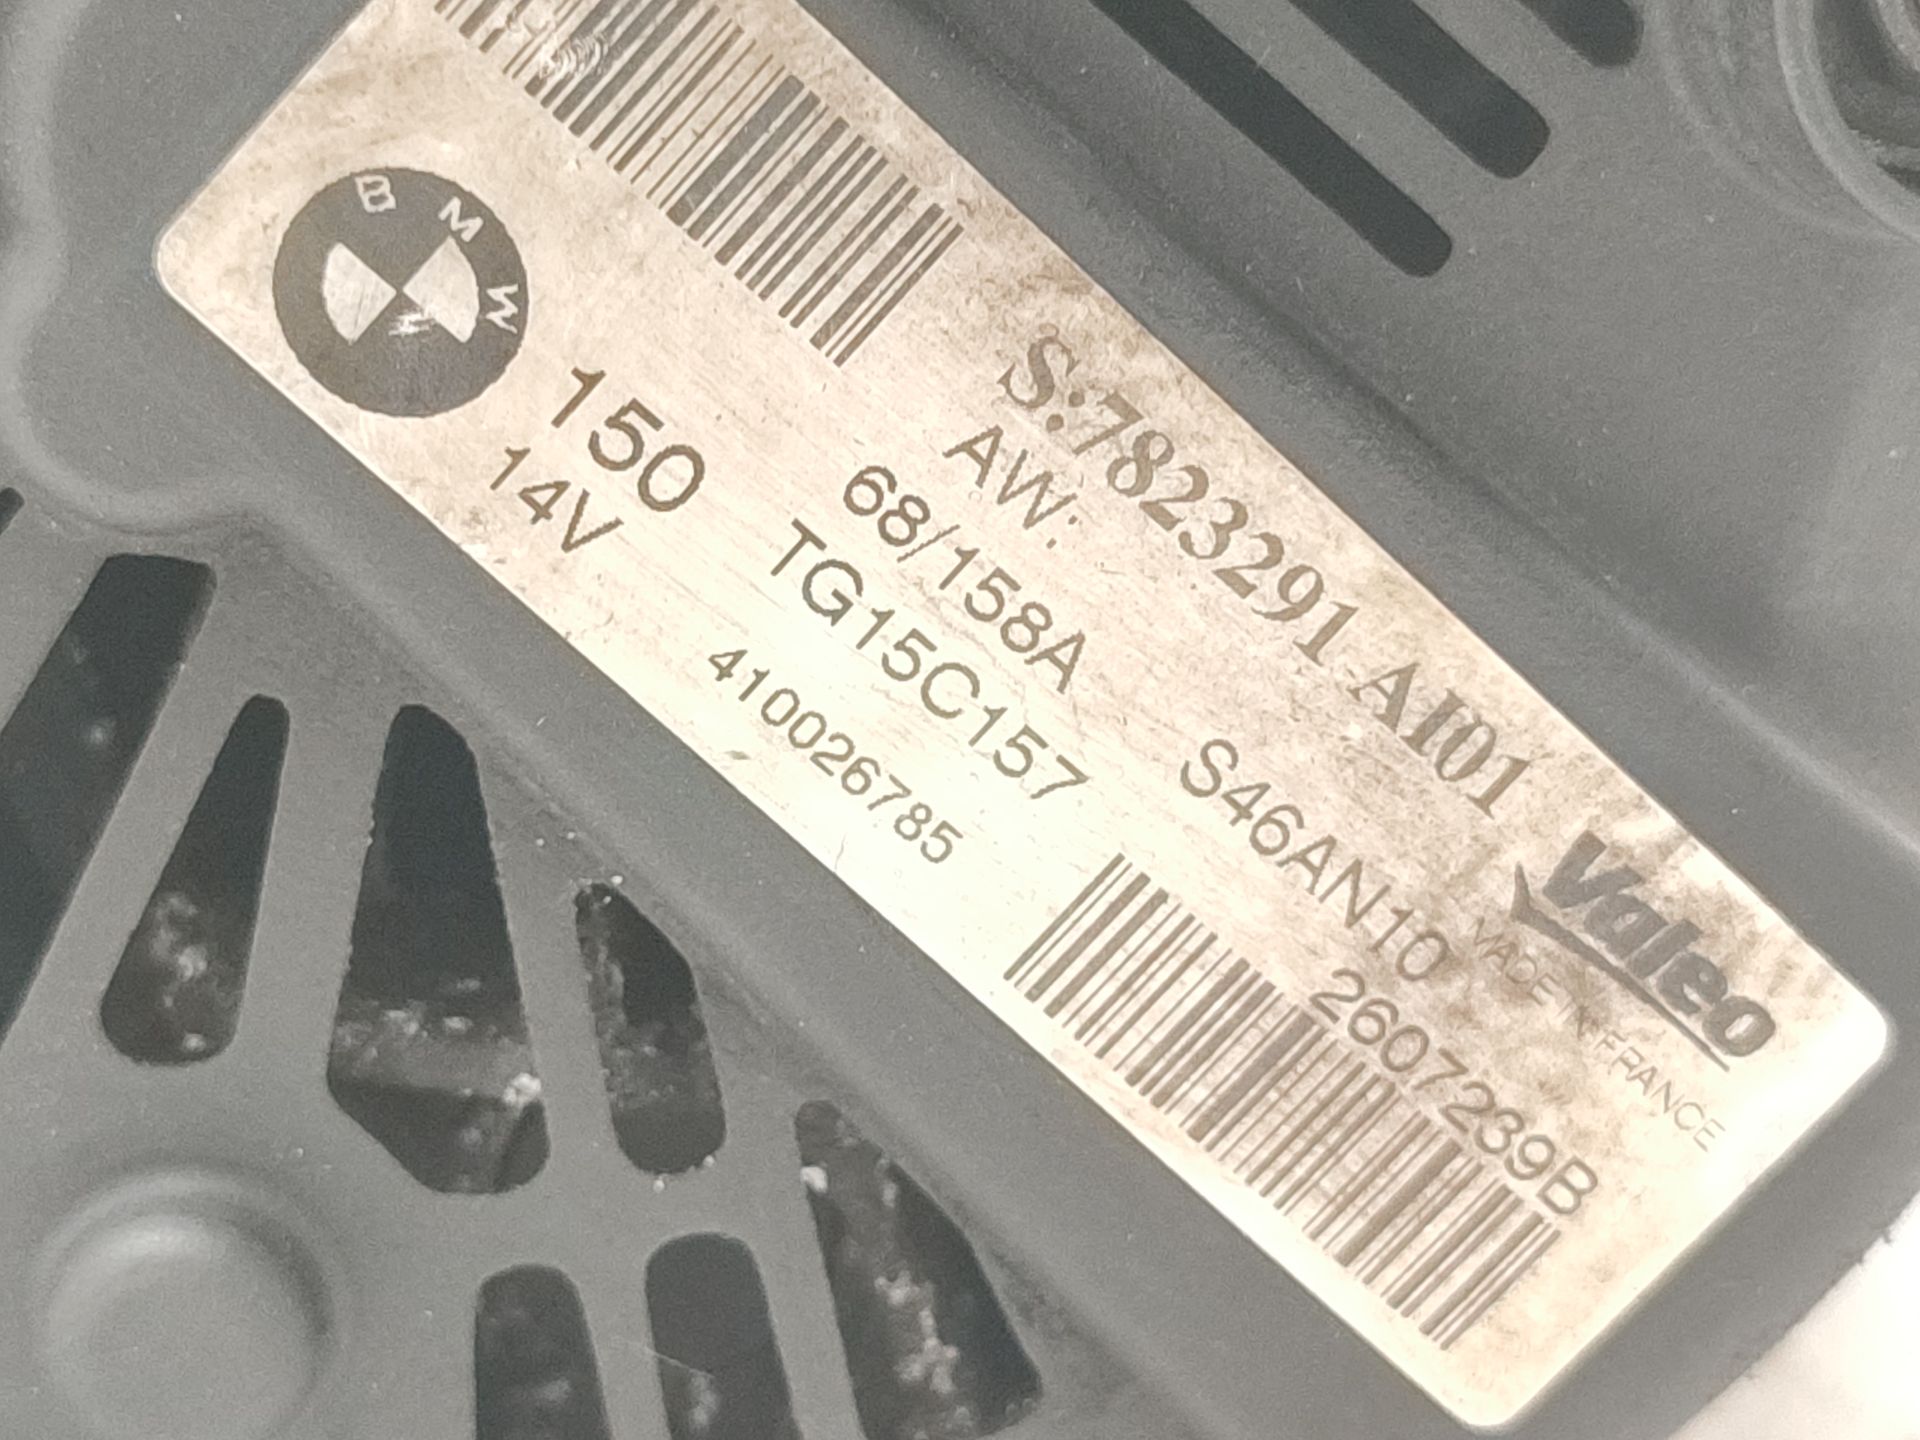 BMW
S:7823291 AI01
AW:
150 68/158A S46AN10
14V TG15C157
410026785
2607239B
Valeo
MADE IN FRANCE